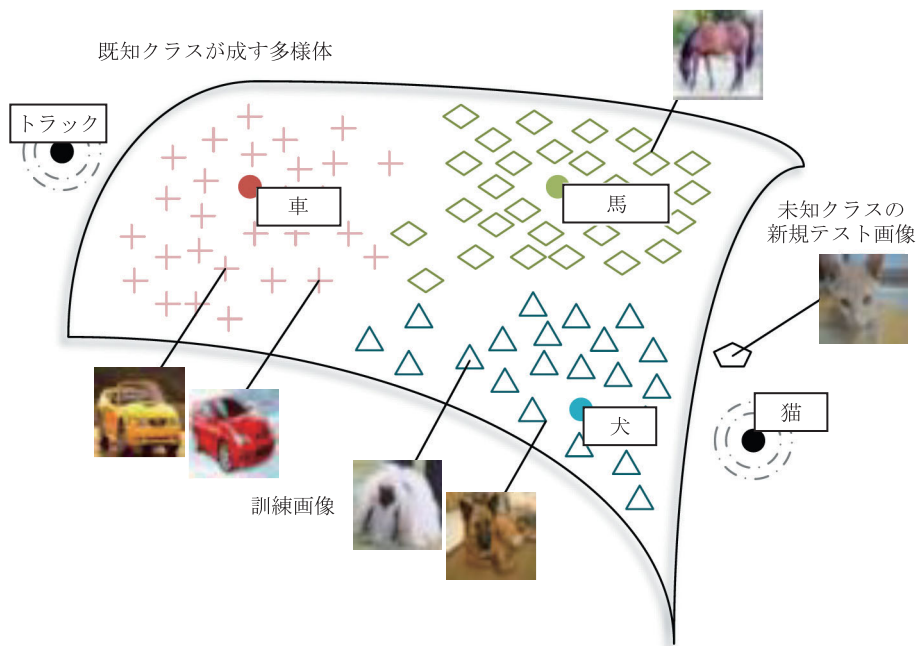 既知クラスが成す多様体
トラック
車
馬
未知クラスの
新規テスト画像
猫
犬
訓練画像